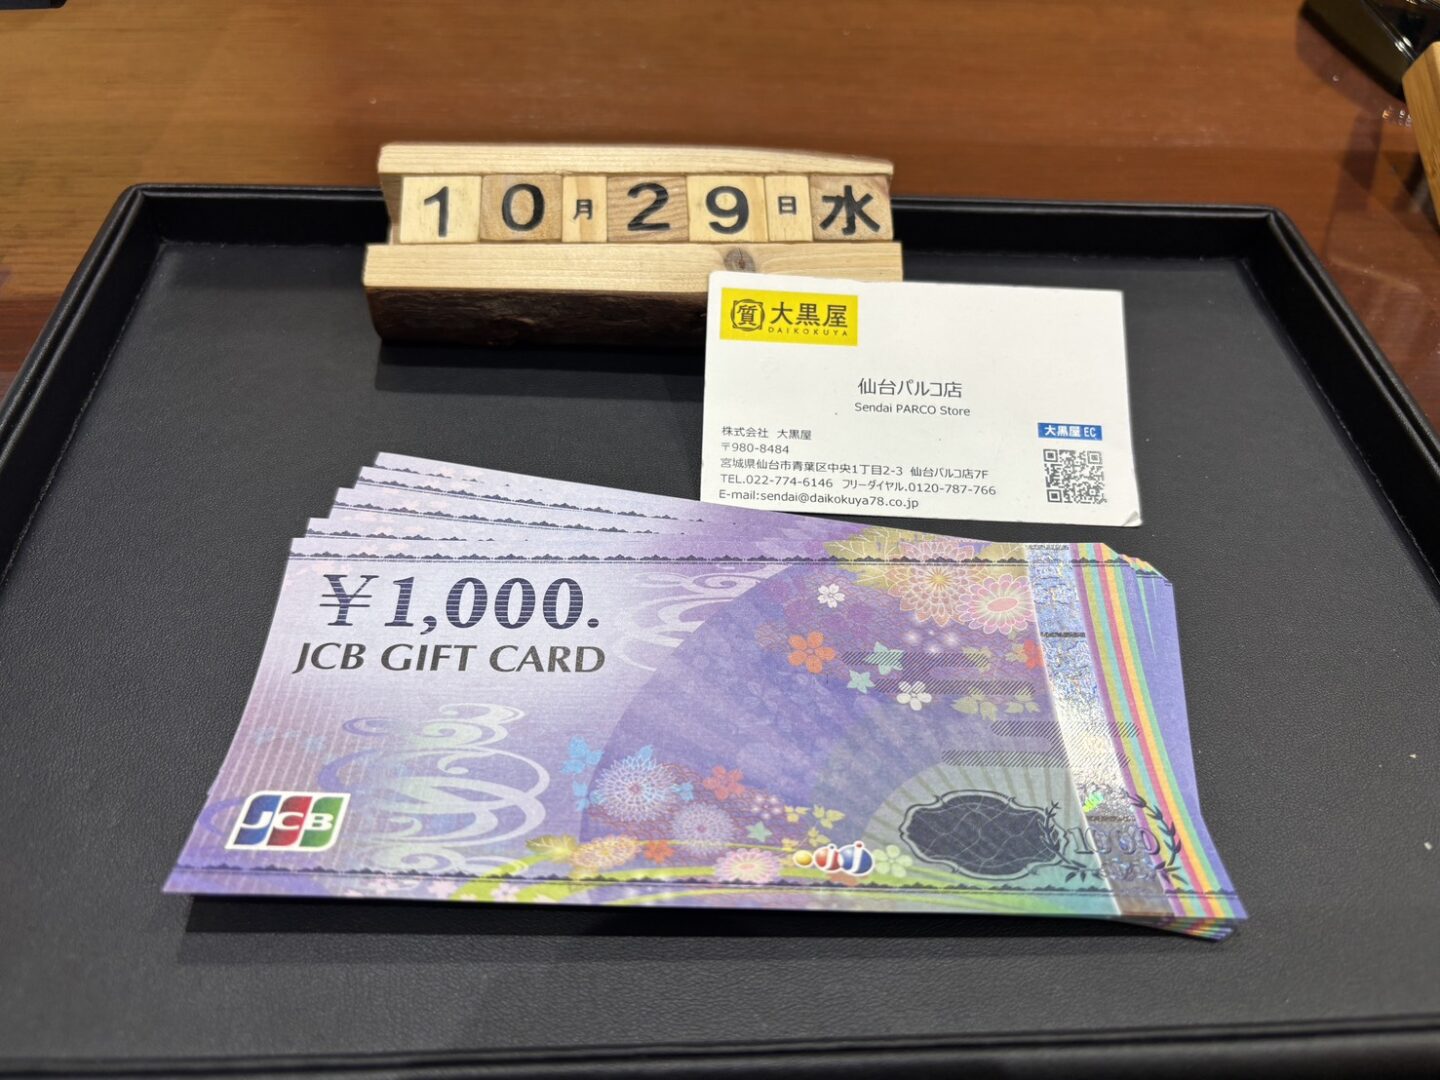 10月29日水
質 大黒屋
DAIKOKUYA
仙台パルコ店
Sendai PARCO Store
大黒屋 EC
株式会社 大黒屋
〒980-8484
宮城県仙台市青葉区中央1丁目2-3 仙台パルコ店7F
TEL.022-774-6146 フリーダイヤル.0120-787-766
E-mail:sendai@daikokuya78.co.jp
¥1,000.
JCB GIFT CARD
JCB
1000